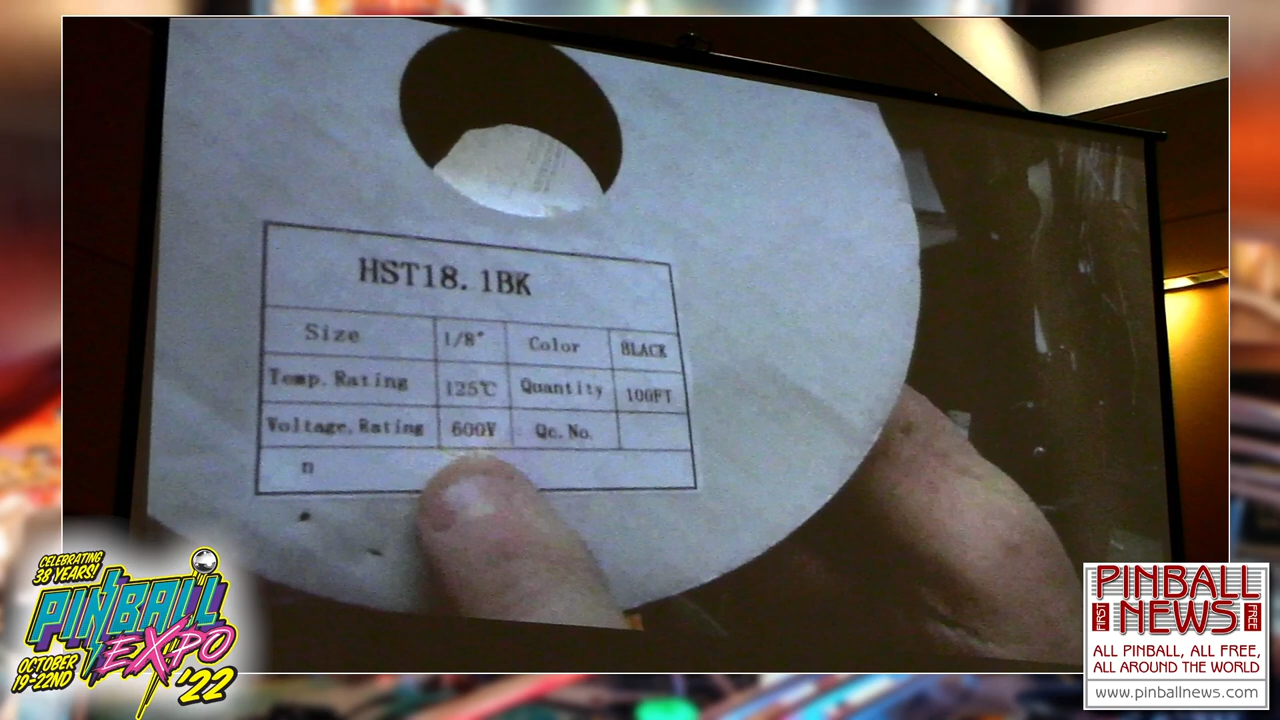 HST18.1BK
Size 1/8" Color BLACK
Temp.Rating 125℃ Quantity 100FT
Voltage.Rating 600V Qc.No.
n
CELEBRATING
38 YEARS!
PINBALL
EXPO
OCTOBER
19-22ND
'22
PINBALL
FIRST NEWS FREE
ALL PINBALL, ALL FREE,
ALL AROUND THE WORLD
www.pinballnews.com